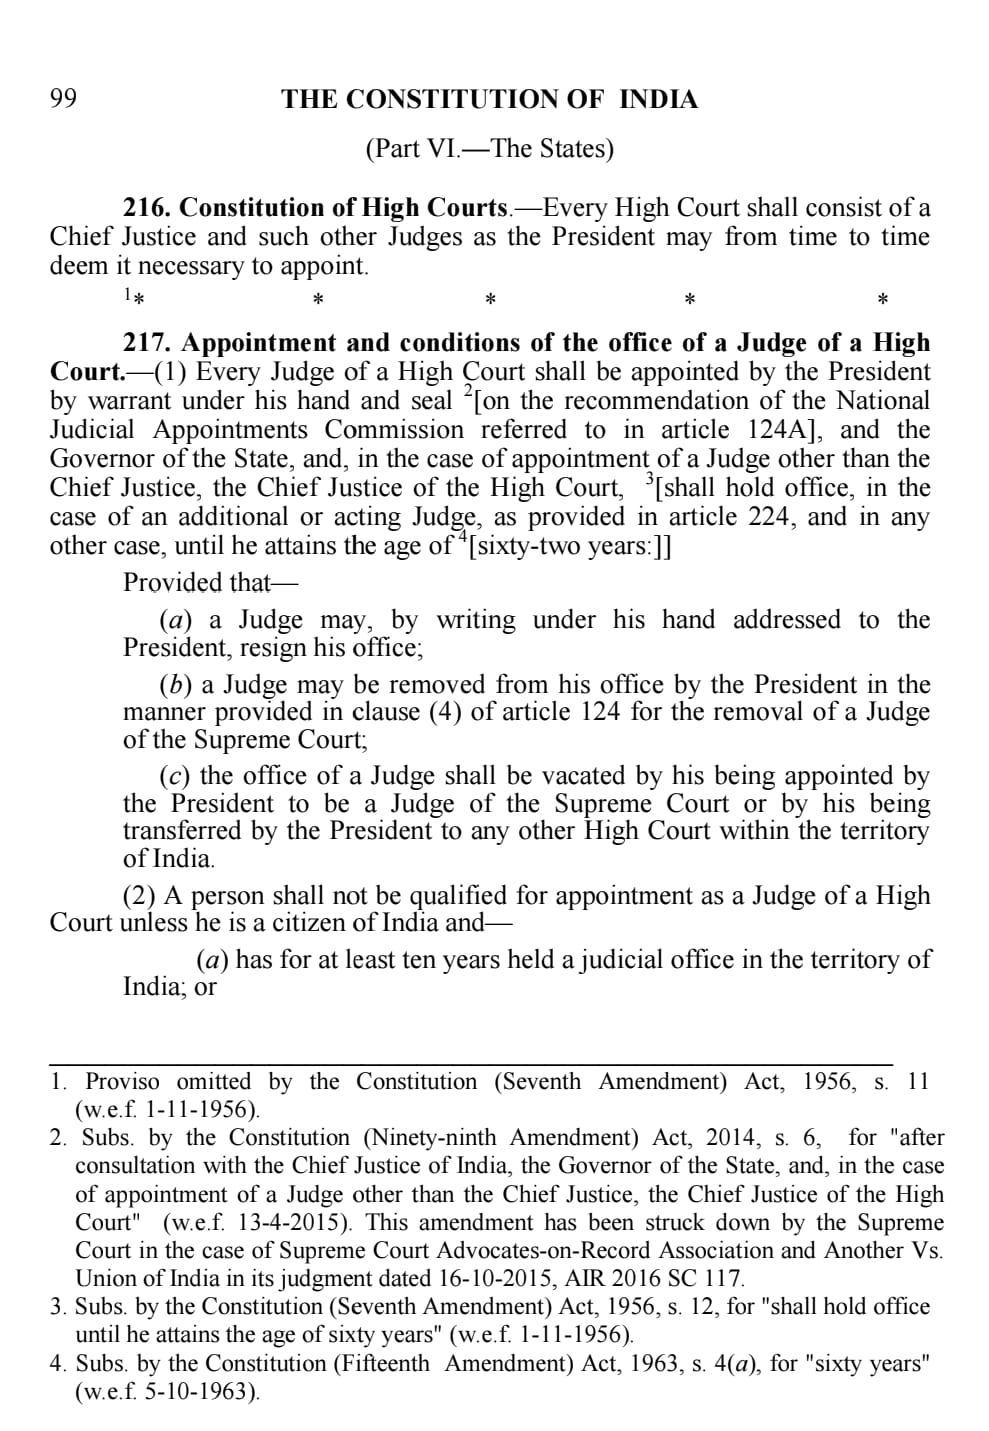 99 THE CONSTITUTION OF INDIA
(Part VI.—The States)
216. Constitution of High Courts.—Every High Court shall consist of a
Chief Justice and such other Judges as the President may from time to time
deem it necessary to appoint.
1* * * * *
217. Appointment and conditions of the office of a Judge of a High
Court.—(1) Every Judge of a High Court shall be appointed by the President
by warrant under his hand and seal 2[on the recommendation of the National
Judicial Appointments Commission referred to in article 124A], and the
Governor of the State, and, in the case of appointment of a Judge other than the
Chief Justice, the Chief Justice of the High Court, 3[shall hold office, in the
case of an additional or acting Judge, as provided in article 224, and in any
other case, until he attains the age of 4[sixty-two years:]]
Provided that—
(a) a Judge may, by writing under his hand addressed to the
President, resign his office;
(b) a Judge may be removed from his office by the President in the
manner provided in clause (4) of article 124 for the removal of a Judge
of the Supreme Court;
(c) the office of a Judge shall be vacated by his being appointed by
the President to be a Judge of the Supreme Court or by his being
transferred by the President to any other High Court within the territory
of India.
(2) A person shall not be qualified for appointment as a Judge of a High
Court unless he is a citizen of India and—
(a) has for at least ten years held a judicial office in the territory of
India; or
1. Proviso omitted by the Constitution (Seventh Amendment) Act, 1956, s. 11
(w.e.f. 1-11-1956).
2. Subs. by the Constitution (Ninety-ninth Amendment) Act, 2014, s. 6, for "after
consultation with the Chief Justice of India, the Governor of the State, and, in the case
of appointment of a Judge other than the Chief Justice, the Chief Justice of the High
Court" (w.e.f. 13-4-2015). This amendment has been struck down by the Supreme
Court in the case of Supreme Court Advocates-on-Record Association and Another Vs.
Union of India in its judgment dated 16-10-2015, AIR 2016 SC 117.
3. Subs. by the Constitution (Seventh Amendment) Act, 1956, s. 12, for "shall hold office
until he attains the age of sixty years" (w.e.f. 1-11-1956).
4. Subs. by the Constitution (Fifteenth Amendment) Act, 1963, s. 4(a), for "sixty years"
(w.e.f. 5-10-1963).